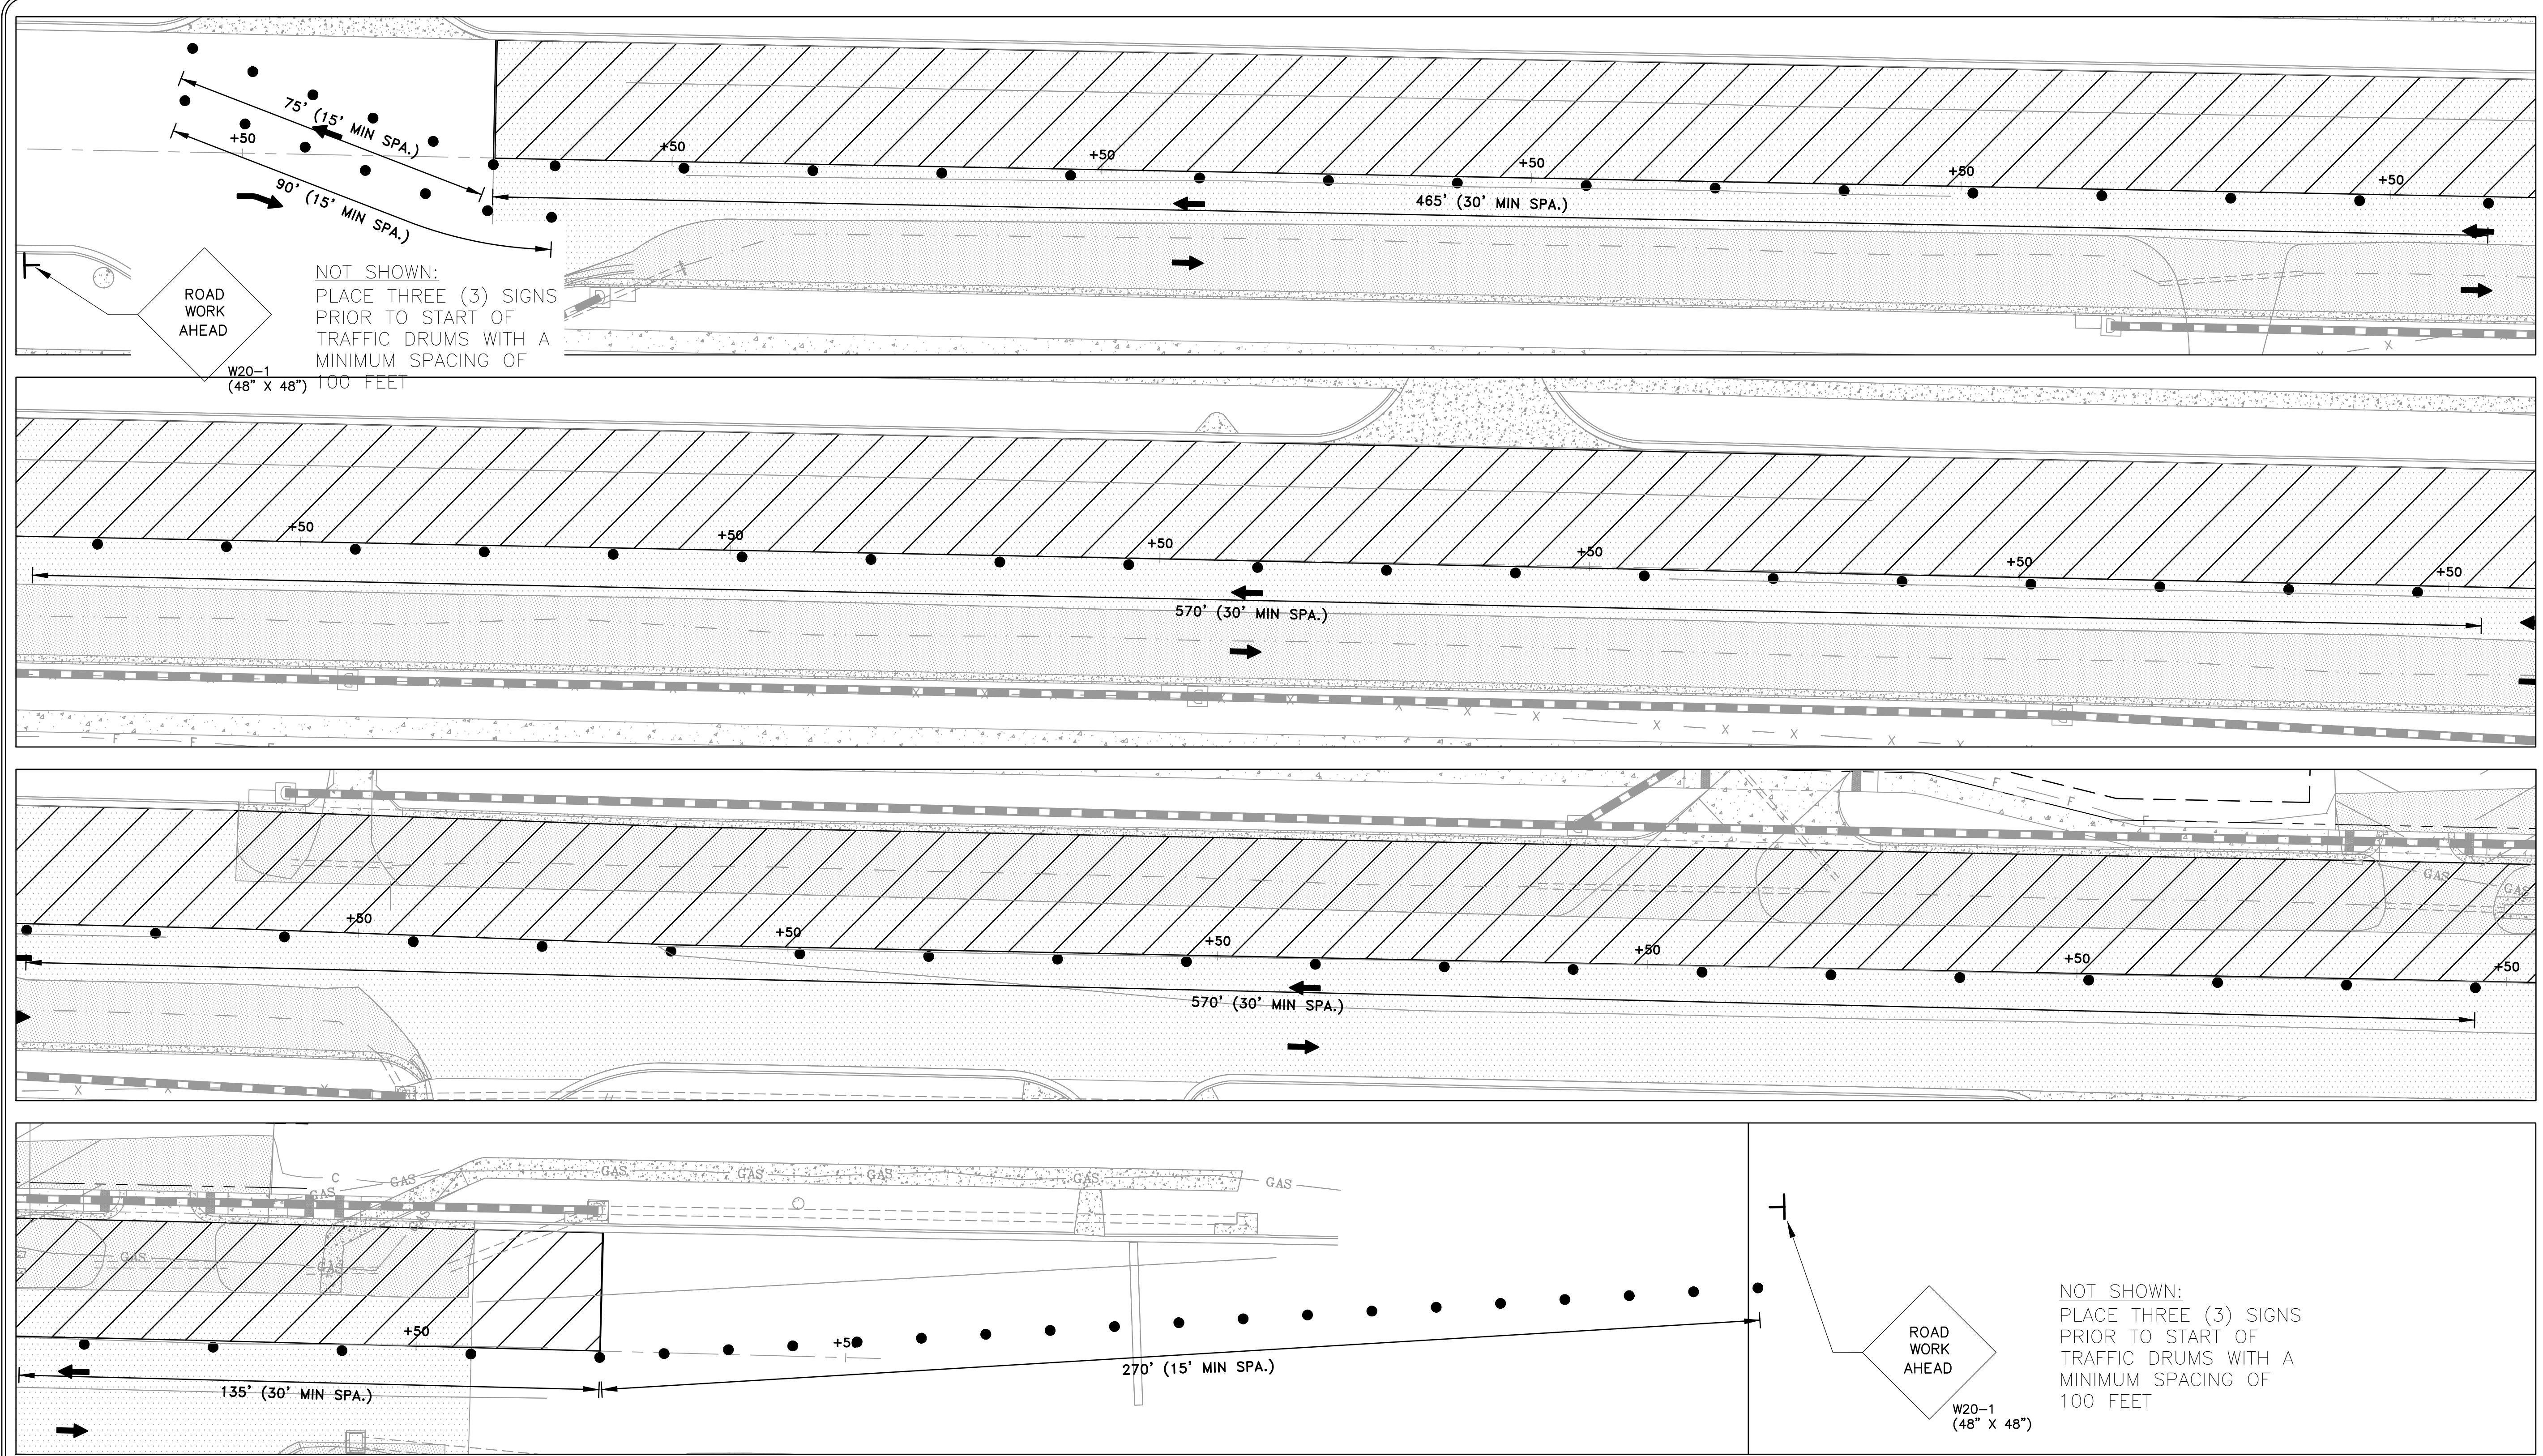 75' (15' MIN SPA.)
+50
90' (15' MIN SPA.)
+50
+50
+50
+50
+50
465' (30' MIN SPA.)
ROAD
WORK
AHEAD
W20-1
(48" X 48")
NOT SHOWN:
PLACE THREE (3) SIGNS
PRIOR TO START OF
TRAFFIC DRUMS WITH A
MINIMUM SPACING OF
100 FEET
D
D
X
X
+50
+50
+50
+50
+50
+50
570' (30' MIN SPA.)
D
D
D
X X X X X X X X X X X X X X X X
F F F
D
D
F
F
F
GAS
GAS
+50
+50
+50
+50
+50
+50
570' (30' MIN SPA.)
X X X
C
GAS
GAS
GAS
GAS
GAS
GAS
GAS
GAS
GAS
GAS
D
+50
+50
135' (30' MIN SPA.)
270' (15' MIN SPA.)
ROAD
WORK
AHEAD
W20-1
(48" X 48")
NOT SHOWN:
PLACE THREE (3) SIGNS
PRIOR TO START OF
TRAFFIC DRUMS WITH A
MINIMUM SPACING OF
100 FEET